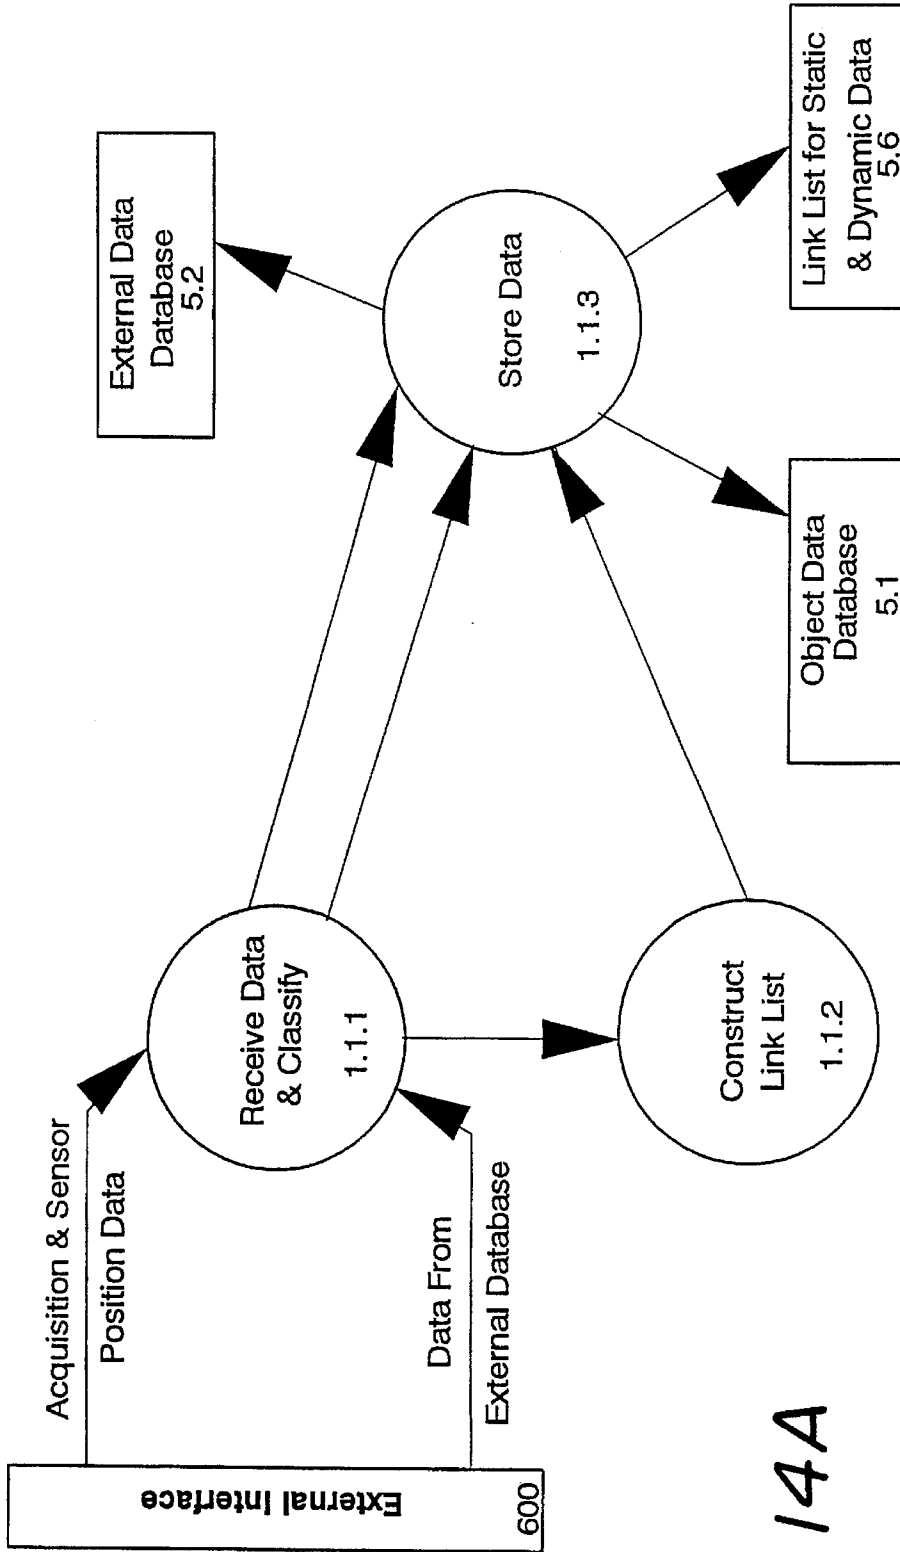 External Interface
600
Acquisition & Sensor
Position Data
Data From
External Database
Receive Data
& Classify
1.1.1
Construct
Link List
1.1.2
Store Data
1.1.3
External Data
Database
5.2
Object Data
Database
5.1
Link List for Static
& Dynamic Data
5.6
14A